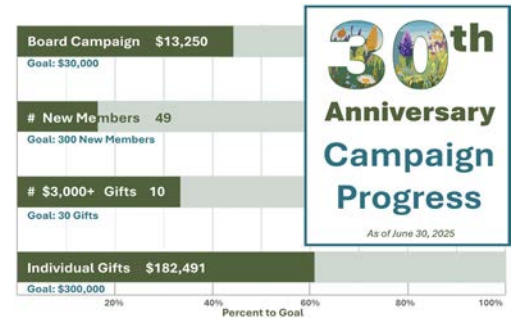 Board Campaign $13,250
Goal: $30,000
# New Members 49
Goal: 300 New Members
# $3,000+ Gifts 10
Goal: 30 Gifts
Individual Gifts $182,491
Goal: $300,000
20% 40% 60% 80% 100%
Percent to Goal
30th
Anniversary
Campaign
Progress
As of June 30, 2025